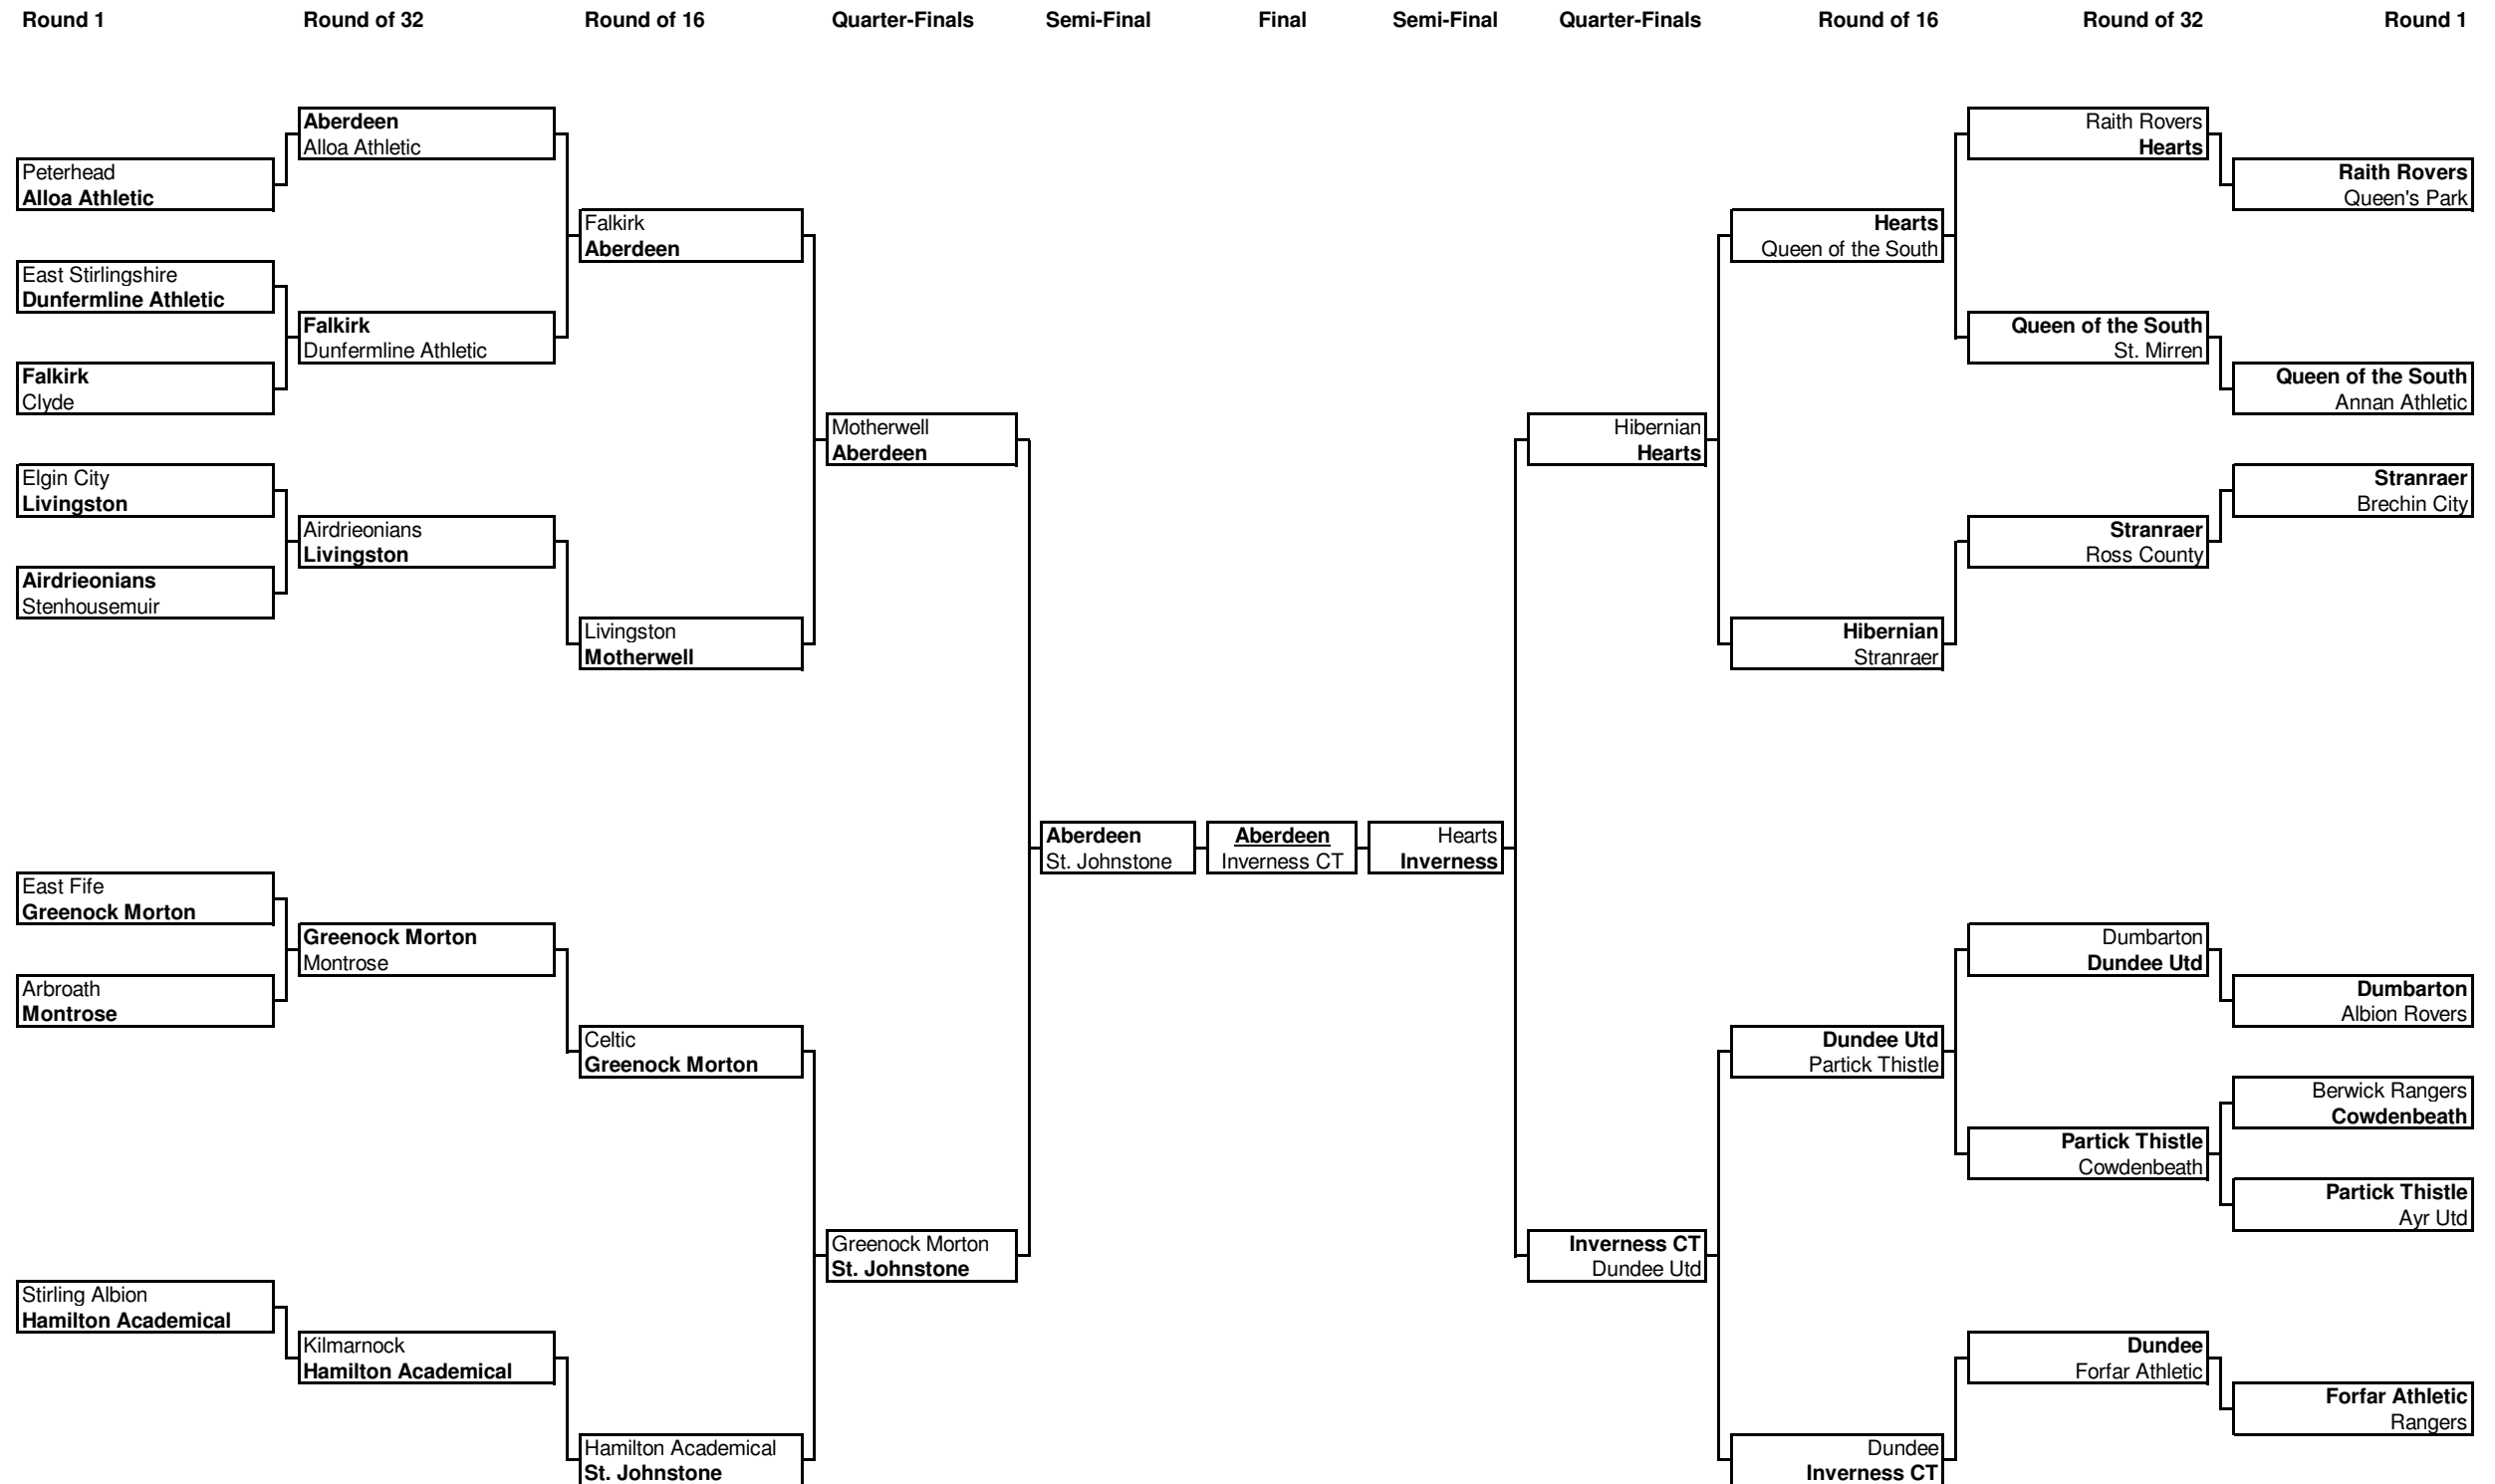 Round 1
Round of 32
Round of 16
Quarter-Finals
Semi-Final
Final
Semi-Final
Quarter-Finals
Round of 16
Round of 32
Round 1
Peterhead
Alloa Athletic
East Stirlingshire
Dunfermline Athletic
Falkirk
Clyde
Elgin City
Livingston
Airdrieonians
Stenhousemuir
East Fife
Greenock Morton
Arbroath
Montrose
Stirling Albion
Hamilton Academical
Aberdeen
Alloa Athletic
Falkirk
Dunfermline Athletic
Airdrieonians
Livingston
Greenock Morton
Montrose
Kilmarnock
Hamilton Academical
Falkirk
Aberdeen
Livingston
Motherwell
Celtic
Greenock Morton
Hamilton Academical
St. Johnstone
Motherwell
Aberdeen
Greenock Morton
St. Johnstone
Aberdeen
St. Johnstone
Aberdeen
Inverness CT
Hearts
Inverness
Hibernian
Hearts
Inverness CT
Dundee Utd
Hearts
Queen of the South
Hibernian
Stranraer
Dundee Utd
Partick Thistle
Dundee
Inverness CT
Raith Rovers
Hearts
Queen of the South
St. Mirren
Stranraer
Ross County
Dumbarton
Dundee Utd
Partick Thistle
Cowdenbeath
Dundee
Forfar Athletic
Raith Rovers
Queen's Park
Queen of the South
Annan Athletic
Stranraer
Brechin City
Dumbarton
Albion Rovers
Berwick Rangers
Cowdenbeath
Partick Thistle
Ayr Utd
Forfar Athletic
Rangers